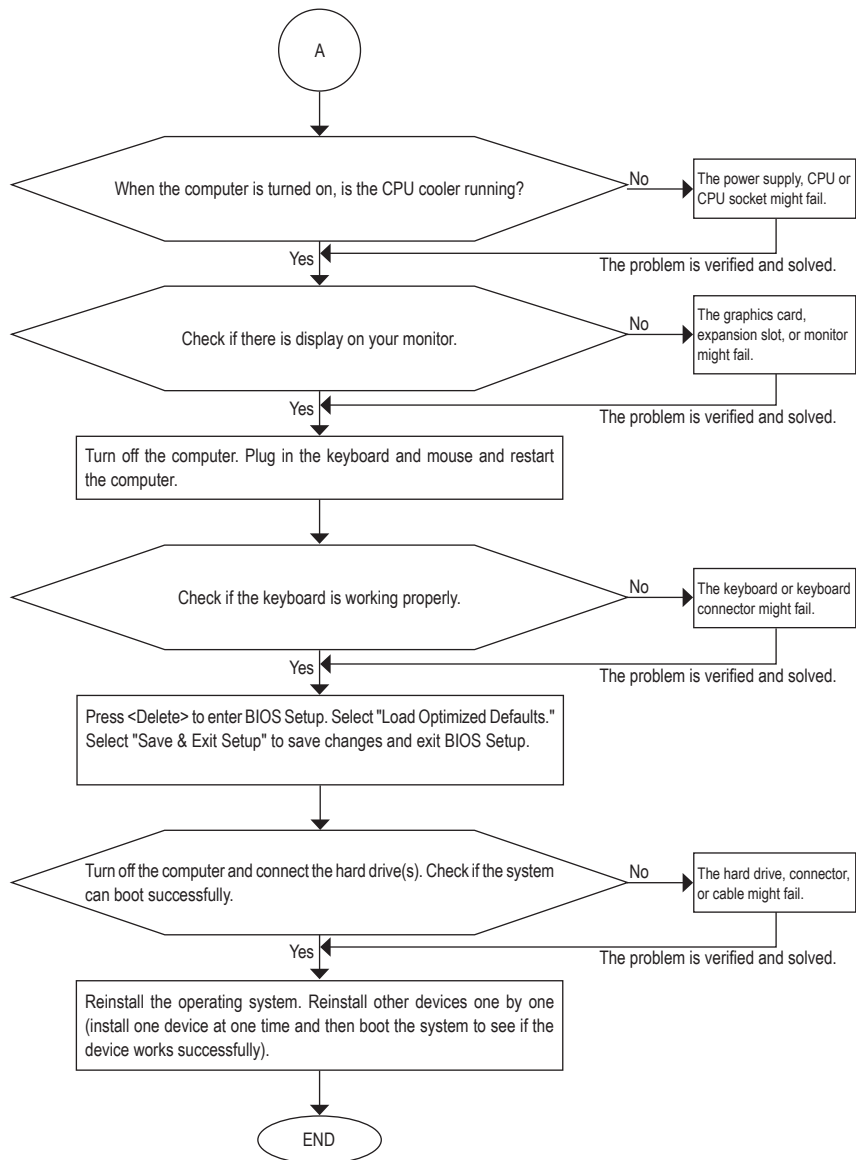 A
When the computer is turned on, is the CPU cooler running?
No
The power supply, CPU or
CPU socket might fail.
Yes
The problem is verified and solved.
Check if there is display on your monitor.
No
The graphics card,
expansion slot, or monitor
might fail.
Yes
The problem is verified and solved.
Turn off the computer. Plug in the keyboard and mouse and restart
the computer.
Check if the keyboard is working properly.
No
The keyboard or keyboard
connector might fail.
Yes
The problem is verified and solved.
Press <Delete> to enter BIOS Setup. Select "Load Optimized Defaults."
Select "Save & Exit Setup" to save changes and exit BIOS Setup.
Turn off the computer and connect the hard drive(s). Check if the system
can boot successfully.
No
The hard drive, connector,
or cable might fail.
Yes
The problem is verified and solved.
Reinstall the operating system. Reinstall other devices one by one
(install one device at one time and then boot the system to see if the
device works successfully).
END